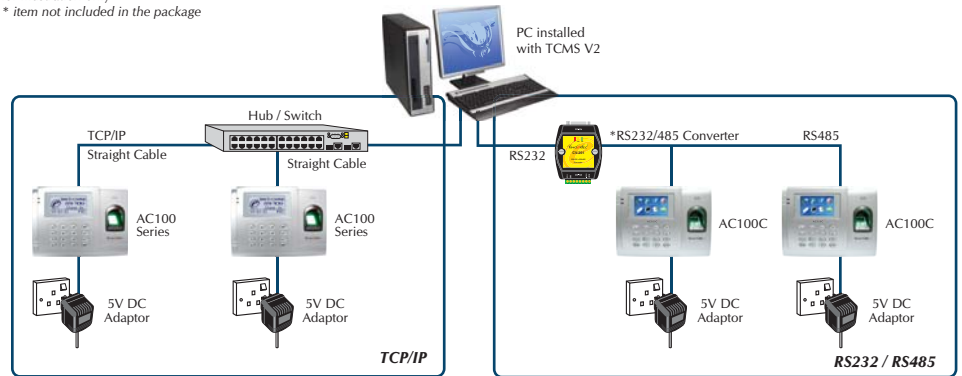 * item not included in the package
PC installed
with TCMS V2
Hub / Switch
TCP/IP
Straight Cable
Straight Cable
*RS232/485 Converter
RS485
RS232
AC100
Series
AC100
Series
AC100C
AC100C
5V DC
Adaptor
5V DC
Adaptor
5V DC
Adaptor
5V DC
Adaptor
TCP/IP
RS232 / RS485